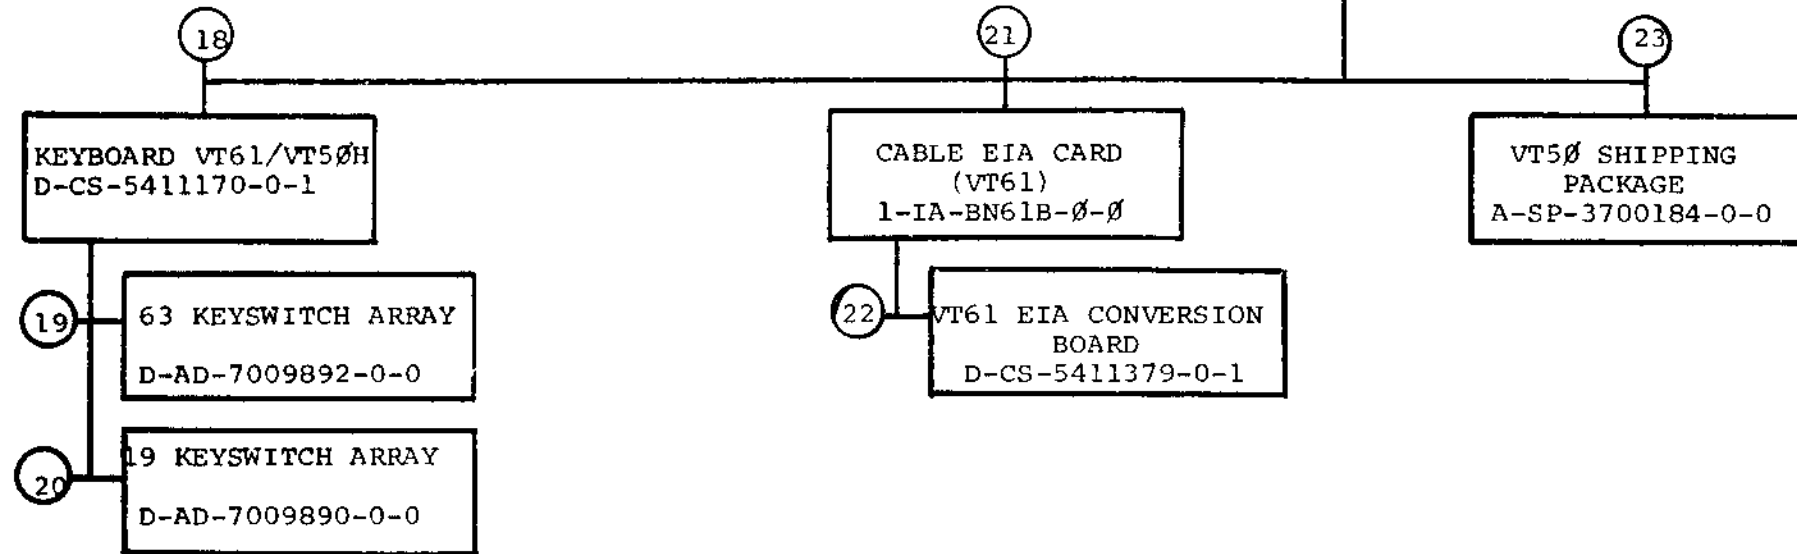 18
21
23
KEYBOARD VT61/VT5ØH
D-CS-5411170-0-1
CABLE EIA CARD
(VT61)
1-IA-BN61B-Ø-Ø
VT5Ø SHIPPING
PACKAGE
A-SP-3700184-0-0
19
63 KEYSWITCH ARRAY
D-AD-7009892-0-0
22
VT61 EIA CONVERSION
BOARD
D-CS-5411379-0-1
20
19 KEYSWITCH ARRAY
D-AD-7009890-0-0